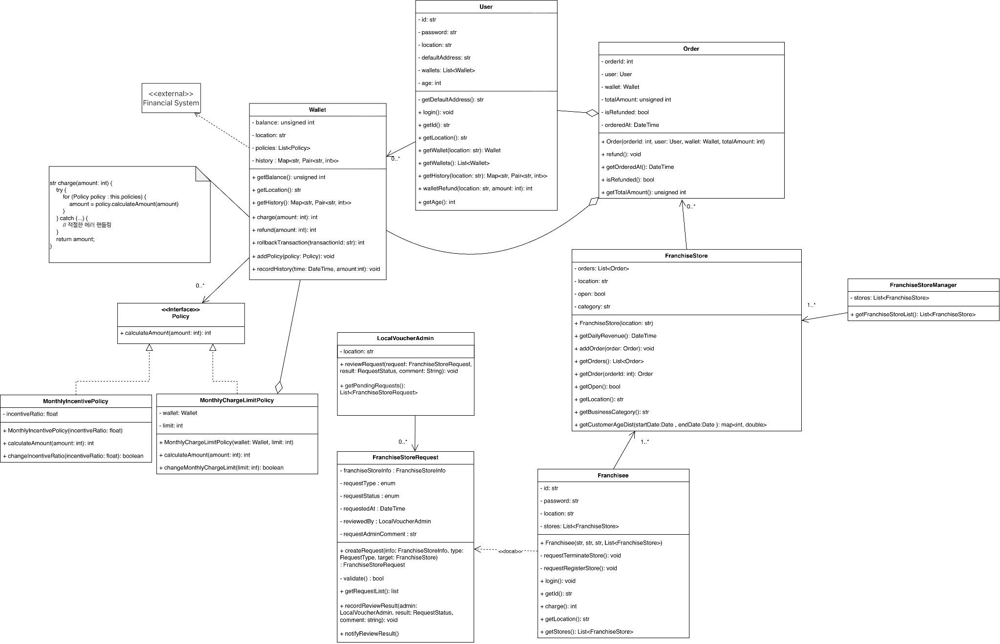 User
- id: str
- password: str
- location: str
- defaultAddress: str
- wallets: List<Wallet>
- age: int
- getDefaultAddress(): str
+ login(): void
+ getId(): str
+ getLocation(): str
+ getWallet(location: str): Wallet
+ getWallets(): List<Wallet>
+ getHistory(location: str): Map<str, Pair<str, int>>
+ walletRefund(location: str, amount: int): int
+ getAge(): int
Order
- orderId: int
- user: User
- wallet: Wallet
- totalAmount: unsigned int
- isRefunded: bool
- orderedAt: DateTime
+ Order(orderId: int, user: User, wallet: Wallet, totalAmount: int)
+ refund(): void
+ getOrderedAt(): DateTime
+ isRefunded(): bool
+ getTotalAmount(): unsigned int
<<external>>
Financial System
Wallet
- balance: unsigned int
- location: str
- policies: List<Policy>
- history : Map<str, Pair<str, int>>
+ getBalance(): unsigned int
+ getLocation(): str
+ getHistory(): Map<str, Pair<str, int>>
+ charge(amount: int): int
+ refund(amount: int): int
+ rollbackTransaction(transactionId: str): int
+ addPolicy(policy: Policy): void
+ recordHistory(time: DateTime, amount:int): void
0..*
str charge(amount: int) {
try {
for (Policy policy : this.policies) {
amount = policy.calculateAmount(amount)
}
} catch (...) {
// 적절한 에러 핸들링
}
return amount;
}
0..*
0..*
<<Interface>>
Policy
+ calculateAmount(amount: int): int
MonthlyIncentivePolicy
- incentiveRatio: float
+ MonthlyIncentivePolicy(incentiveRatio: float)
+ calculateAmount(amount: int): int
+ changeIncentiveRatio(incentiveRatio: float): boolean
MonthlyChargeLimitPolicy
- wallet: Wallet
- limit: int
+ MonthlyChargeLimitPolicy(wallet: Wallet, limit: int)
+ calculateAmount(amount: int): int
+ changeMonthlyChargeLimit(limit: int): boolean
LocalVoucherAdmin
- location: str
+ reviewRequest(request: FranchiseStoreRequest,
result: RequestStatus, comment: String): void
+ getPendingRequests():
List<FranchiseStoreRequest>
0..*
FranchiseStoreRequest
- franchiseStoreInfo : FranchiseStoreInfo
- requestType : enum
- requestStatus : enum
- requestedAt : DateTime
- reviewedBy : LocalVoucherAdmin
- requestAdminComment : str
+ createRequest(info: FranchiseStoreInfo, type:
RequestType, target: FranchiseStore)
: FranchiseStoreRequest
- validate() : bool
+ getRequestList(): list
+ recordReviewResult(admin:
LocalVoucherAdmin, result: RequestStatus,
comment: string): void
+ notifyReviewResult()
<<local>>
FranchiseStore
- orders: List<Order>
- location: str
- open: bool
- category: str
+ FranchiseStore(location: str)
+ getDailyRevenue(): DateTime
+ addOrder(order: Order): void
+ getOrders(): List<Order>
+ getOrder(orderId: int): Order
+ getOpen(): bool
+ getLocation(): str
+ getBusinessCategory(): str
+ getCustomerAgeDist(startDate:Date , endDate:Date ): map<int, double>
1..*
FranchiseStoreManager
- stores: List<FranchiseStore>
+ getFranchiseStoreList(): List<FranchiseStore>
1..*
Franchisee
- id: str
- password: str
- location: str
- stores: List<FranchiseStore>
+ Franchisee(str, str, str, List<FranchiseStore>)
- requestTerminateStore(): void
- requestRegisterStore(): void
+ login(): void
+ getId(): str
+ charge(): int
+ getLocation(): str
+ getStores(): List<FranchiseStore>